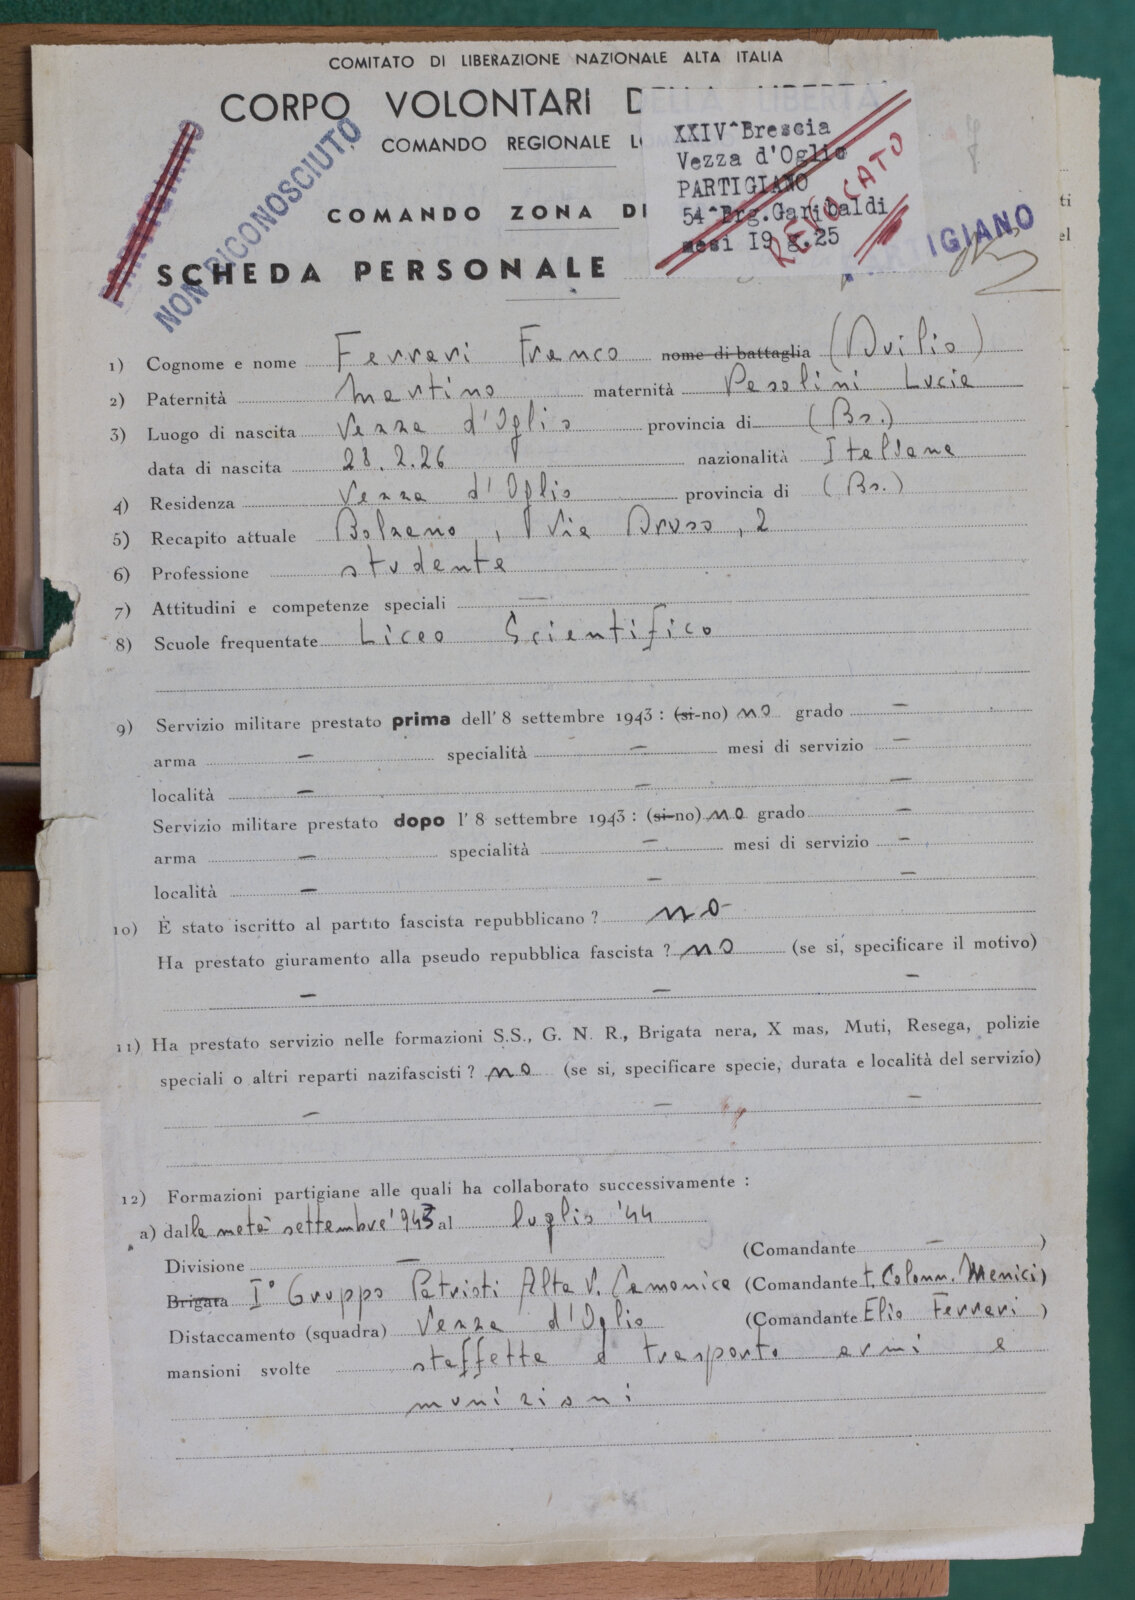 COMITATO DI LIBERAZIONE NAZIONALE ALTA ITALIA
CORPO VOLONTARI DELLA LIBERTÀ
COMANDO REGIONALE
COMANDO ZONA DI
SCHEDA PERSONALE
PARTIGIANO
NON RICONOSCIUTO
XXIV^Brescia
Vezza d'Oglio
PARTIGIANO
54^Brg.Garibaldi
mesi I9 g.25
REVOCATO
IGIANO
1) Cognome e nome Ferrari Franco nome di battaglia (Duilio)
2) Paternità Martino maternità Pesolini Lucia
3) Luogo di nascita Vezza d'Oglio provincia di (Bs.)
data di nascita 28.2.26 nazionalità Italiana
4) Residenza Vezza d'Oglio provincia di (Bs.)
5) Recapito attuale Bolzano, Via Druso, 2
6) Professione studente
7) Attitudini e competenze speciali —
8) Scuole frequentate Liceo Scientifico
9) Servizio militare prestato prima dell' 8 settembre 1943 : (si-no) no grado —
arma — specialità — mesi di servizio —
località — — —
Servizio militare prestato dopo l' 8 settembre 1943 : (si-no) no grado —
arma — specialità — mesi di servizio —
località — — —
10) È stato iscritto al partito fascista repubblicano ? no
Ha prestato giuramento alla pseudo repubblica fascista ? no (se si, specificare il motivo)
— — —
11) Ha prestato servizio nelle formazioni S.S., G. N. R., Brigata nera, X mas, Muti, Resega, polizie
speciali o altri reparti nazifascisti ? no (se si, specificare specie, durata e località del servizio)
— — —
12) Formazioni partigiane alle quali ha collaborato successivamente :
a) dalla metà settembre '943 al luglio '44
Divisione — (Comandante — )
Brigata I° Gruppo Patrioti Alta V. Camonica (Comandante t. Colonn. Menici)
Distaccamento (squadra) Vezza d'Oglio (Comandante Elio Ferrari )
mansioni svolte staffetta e trasporto armi e
munizioni